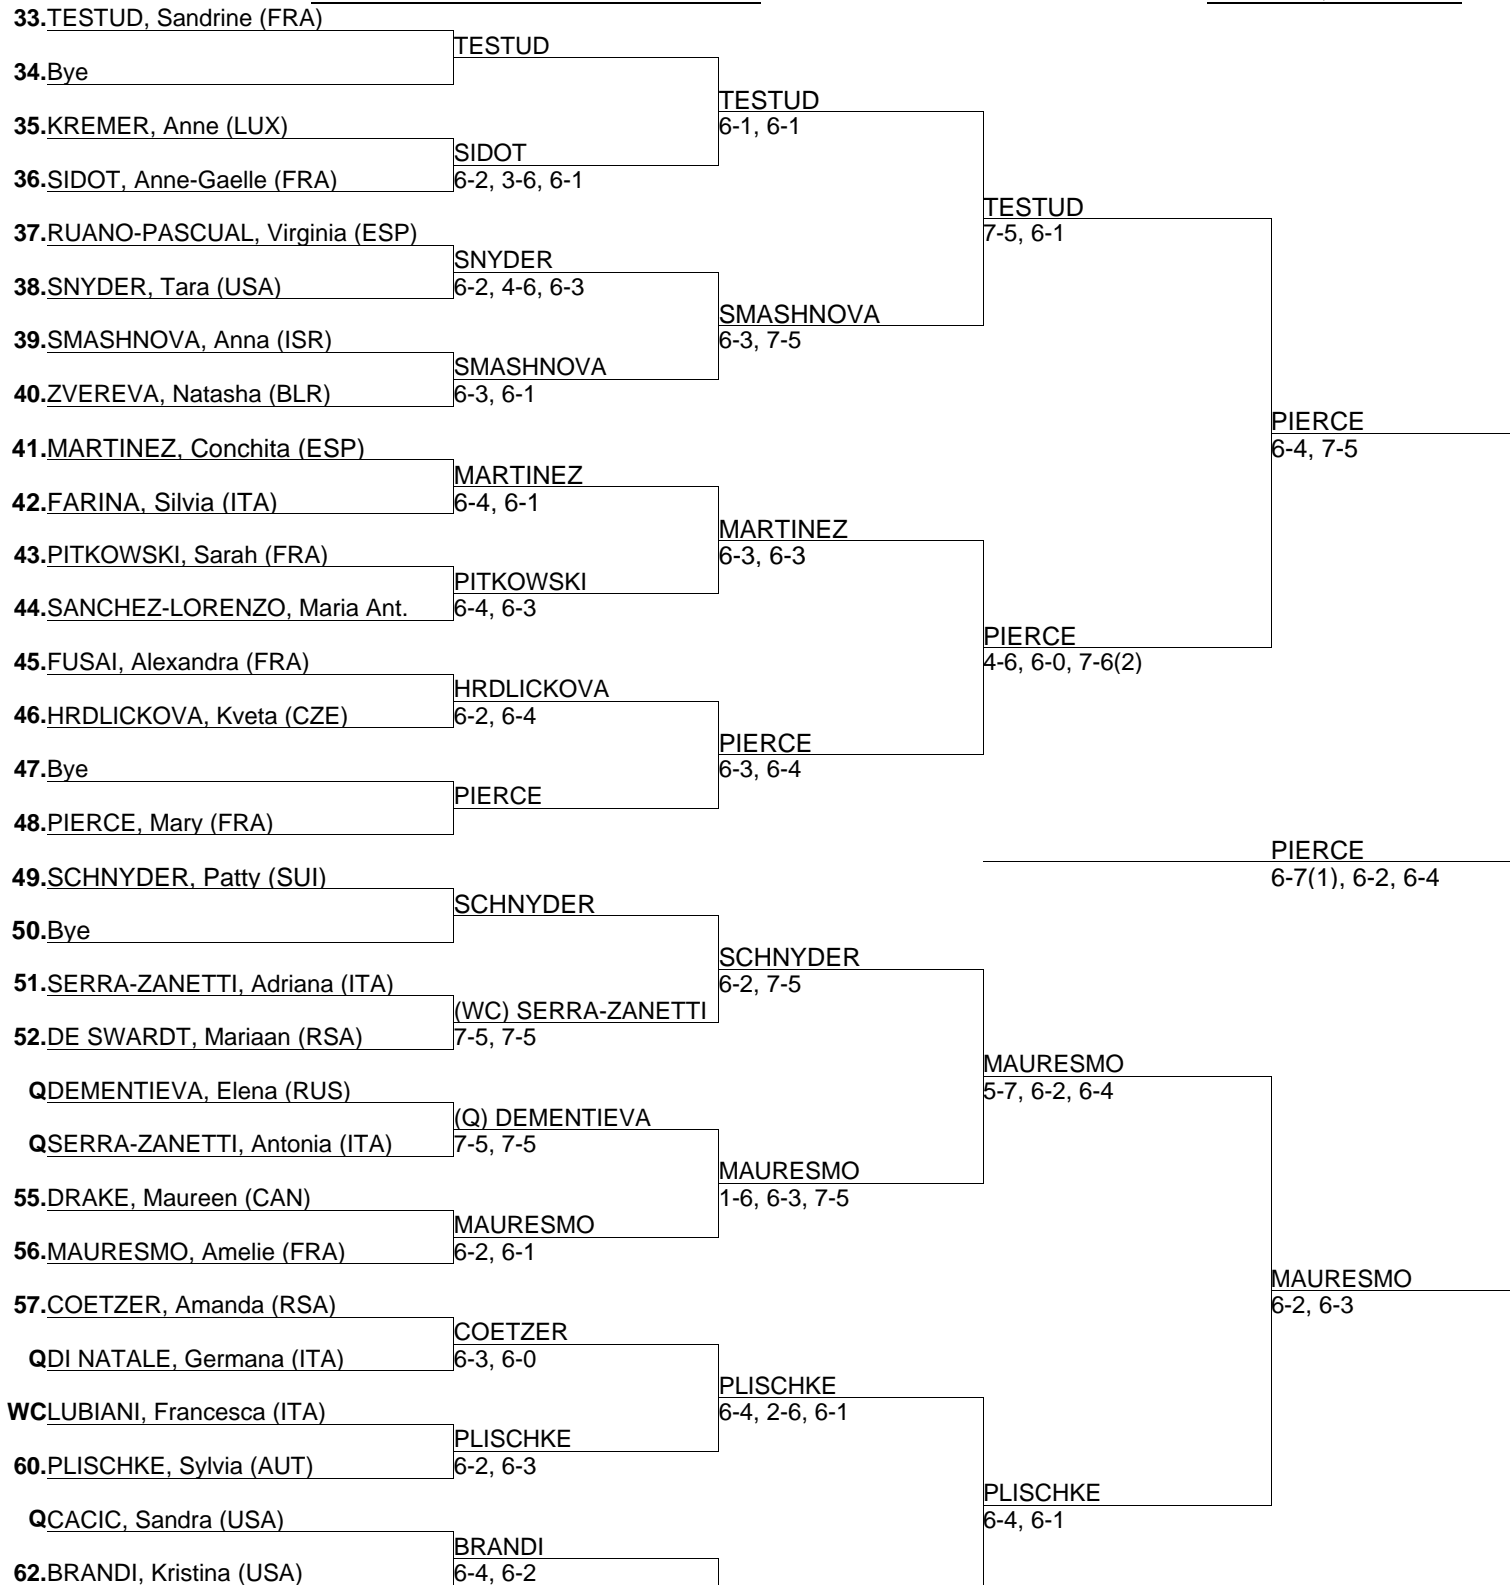 33.TESTUD, Sandrine (FRA)
TESTUD
34.Bye
TESTUD
6-1, 6-1
35.KREMER, Anne (LUX)
SIDOT
6-2, 3-6, 6-1
36.SIDOT, Anne-Gaelle (FRA)
TESTUD
7-5, 6-1
37.RUANO-PASCUAL, Virginia (ESP)
SNYDER
6-2, 4-6, 6-3
38.SNYDER, Tara (USA)
SMASHNOVA
6-3, 7-5
39.SMASHNOVA, Anna (ISR)
SMASHNOVA
6-3, 6-1
40.ZVEREVA, Natasha (BLR)
PIERCE
6-4, 7-5
41.MARTINEZ, Conchita (ESP)
MARTINEZ
6-4, 6-1
42.FARINA, Silvia (ITA)
MARTINEZ
6-3, 6-3
43.PITKOWSKI, Sarah (FRA)
PITKOWSKI
6-4, 6-3
44.SANCHEZ-LORENZO, Maria Ant.
PIERCE
4-6, 6-0, 7-6(2)
45.FUSAI, Alexandra (FRA)
HRDLICKOVA
6-2, 6-4
46.HRDLICKOVA, Kveta (CZE)
PIERCE
6-3, 6-4
47.Bye
PIERCE
48.PIERCE, Mary (FRA)
PIERCE
6-7(1), 6-2, 6-4
49.SCHNYDER, Patty (SUI)
SCHNYDER
50.Bye
SCHNYDER
6-2, 7-5
51.SERRA-ZANETTI, Adriana (ITA)
(WC) SERRA-ZANETTI
7-5, 7-5
52.DE SWARDT, Mariaan (RSA)
MAURESMO
5-7, 6-2, 6-4
QDEMENTIEVA, Elena (RUS)
(Q) DEMENTIEVA
7-5, 7-5
QSERRA-ZANETTI, Antonia (ITA)
MAURESMO
1-6, 6-3, 7-5
55.DRAKE, Maureen (CAN)
MAURESMO
6-2, 6-1
56.MAURESMO, Amelie (FRA)
MAURESMO
6-2, 6-3
57.COETZER, Amanda (RSA)
COETZER
6-3, 6-0
QDI NATALE, Germana (ITA)
PLISCHKE
6-4, 2-6, 6-1
WCLUBIANI, Francesca (ITA)
PLISCHKE
6-2, 6-3
60.PLISCHKE, Sylvia (AUT)
PLISCHKE
6-4, 6-1
QCACIC, Sandra (USA)
BRANDI
6-4, 6-2
62.BRANDI, Kristina (USA)